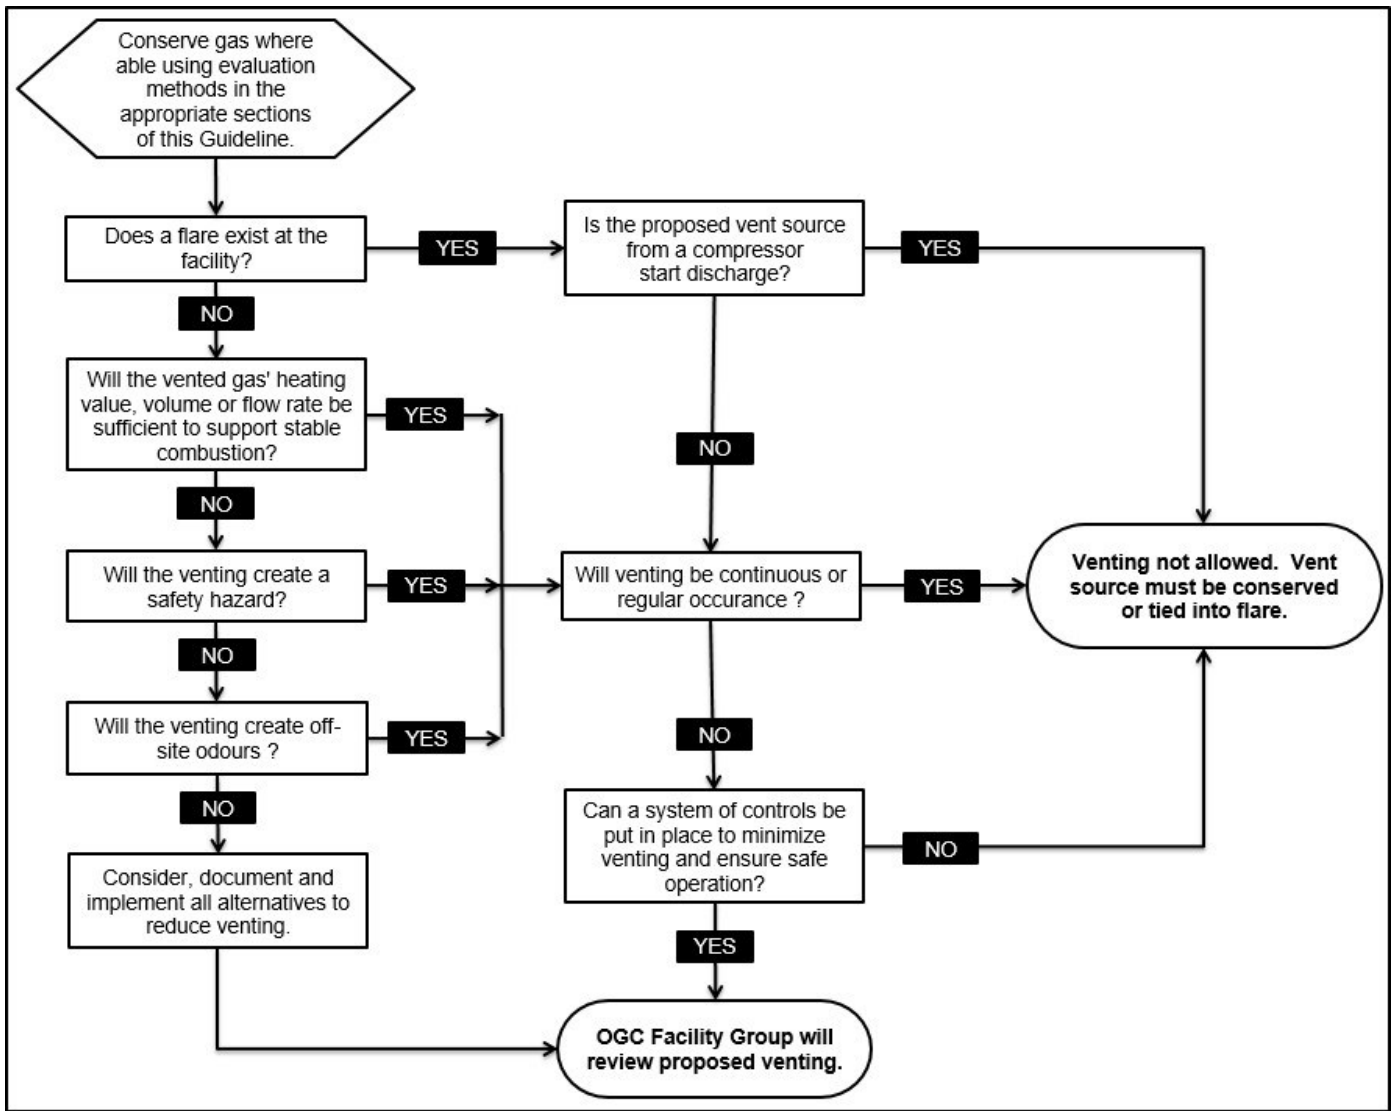 Conserve gas where
able using evaluation
methods in the
appropriate sections
of this Guideline.
Does a flare exist at the
facility?
YES
Is the proposed vent source
from a compressor
start discharge?
YES
NO
Will the vented gas' heating
value, volume or flow rate be
sufficient to support stable
combustion?
YES
NO
NO
Will the venting create a
safety hazard?
YES
Will venting be continuous or
regular occurance ?
YES
Venting not allowed.  Vent
source must be conserved
or tied into flare.
NO
Will the venting create off-
site odours ?
YES
NO
NO
Can a system of controls be
put in place to minimize
venting and ensure safe
operation?
NO
Consider, document and
implement all alternatives to
reduce venting.
YES
OGC Facility Group will
review proposed venting.